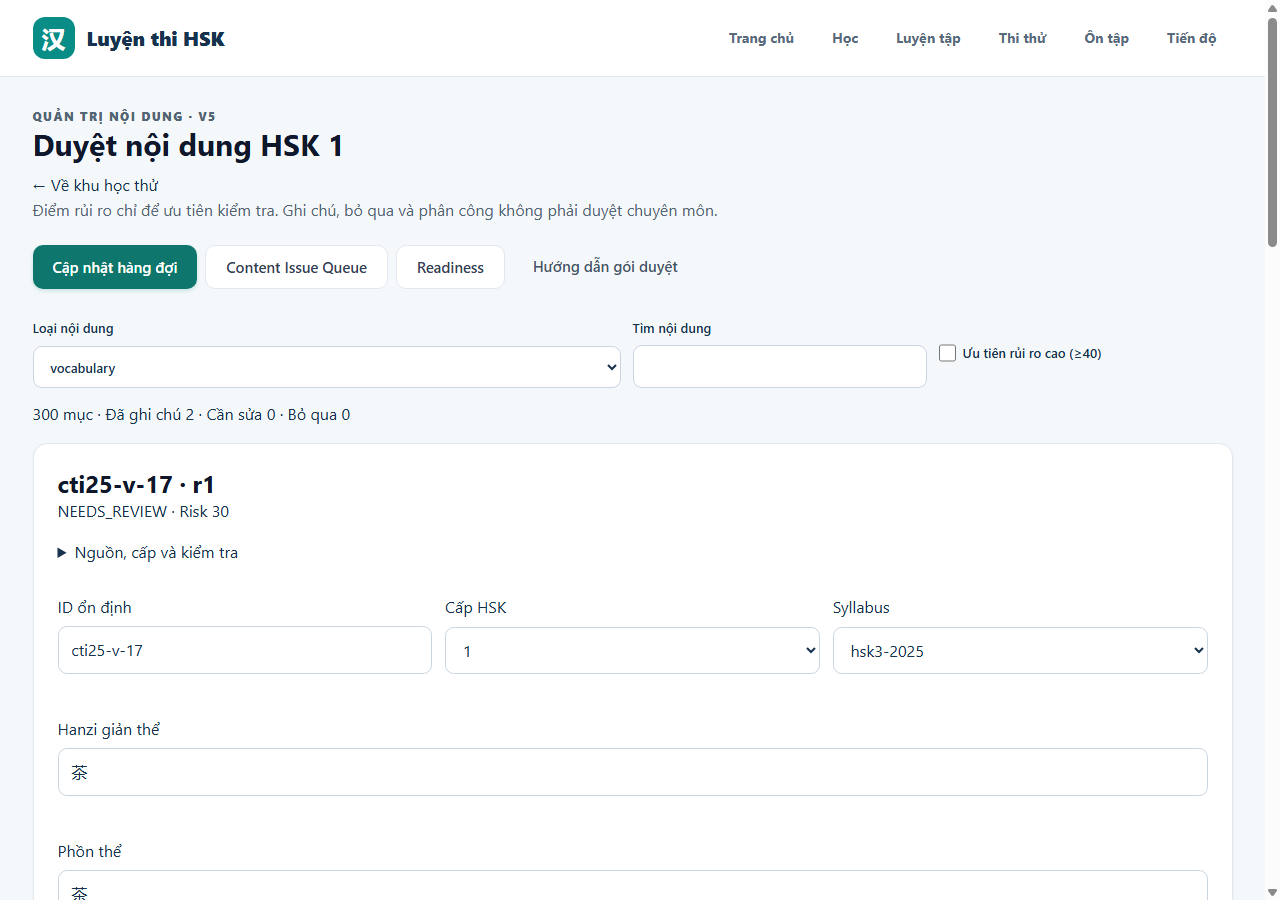 汉 Luyện thi HSK Trang chủ Học Luyện tập Thi thử Ôn tập Tiến độ
QUẢN TRỊ NỘI DUNG · V5
Duyệt nội dung HSK 1
← Về khu học thử
Điểm rủi ro chỉ để ưu tiên kiểm tra. Ghi chú, bỏ qua và phân công không phải duyệt chuyên môn.
Cập nhật hàng đợi Content Issue Queue Readiness Hướng dẫn gói duyệt
Loại nội dung Tìm nội dung
vocabulary Ưu tiên rủi ro cao (≥40)
300 mục · Đã ghi chú 2 · Cần sửa 0 · Bỏ qua 0
cti25-v-17 · r1
NEEDS_REVIEW · Risk 30
▶ Nguồn, cấp và kiểm tra
ID ổn định Cấp HSK Syllabus
cti25-v-17 1 hsk3-2025
Hanzi giản thể
茶
Phồn thể
茶